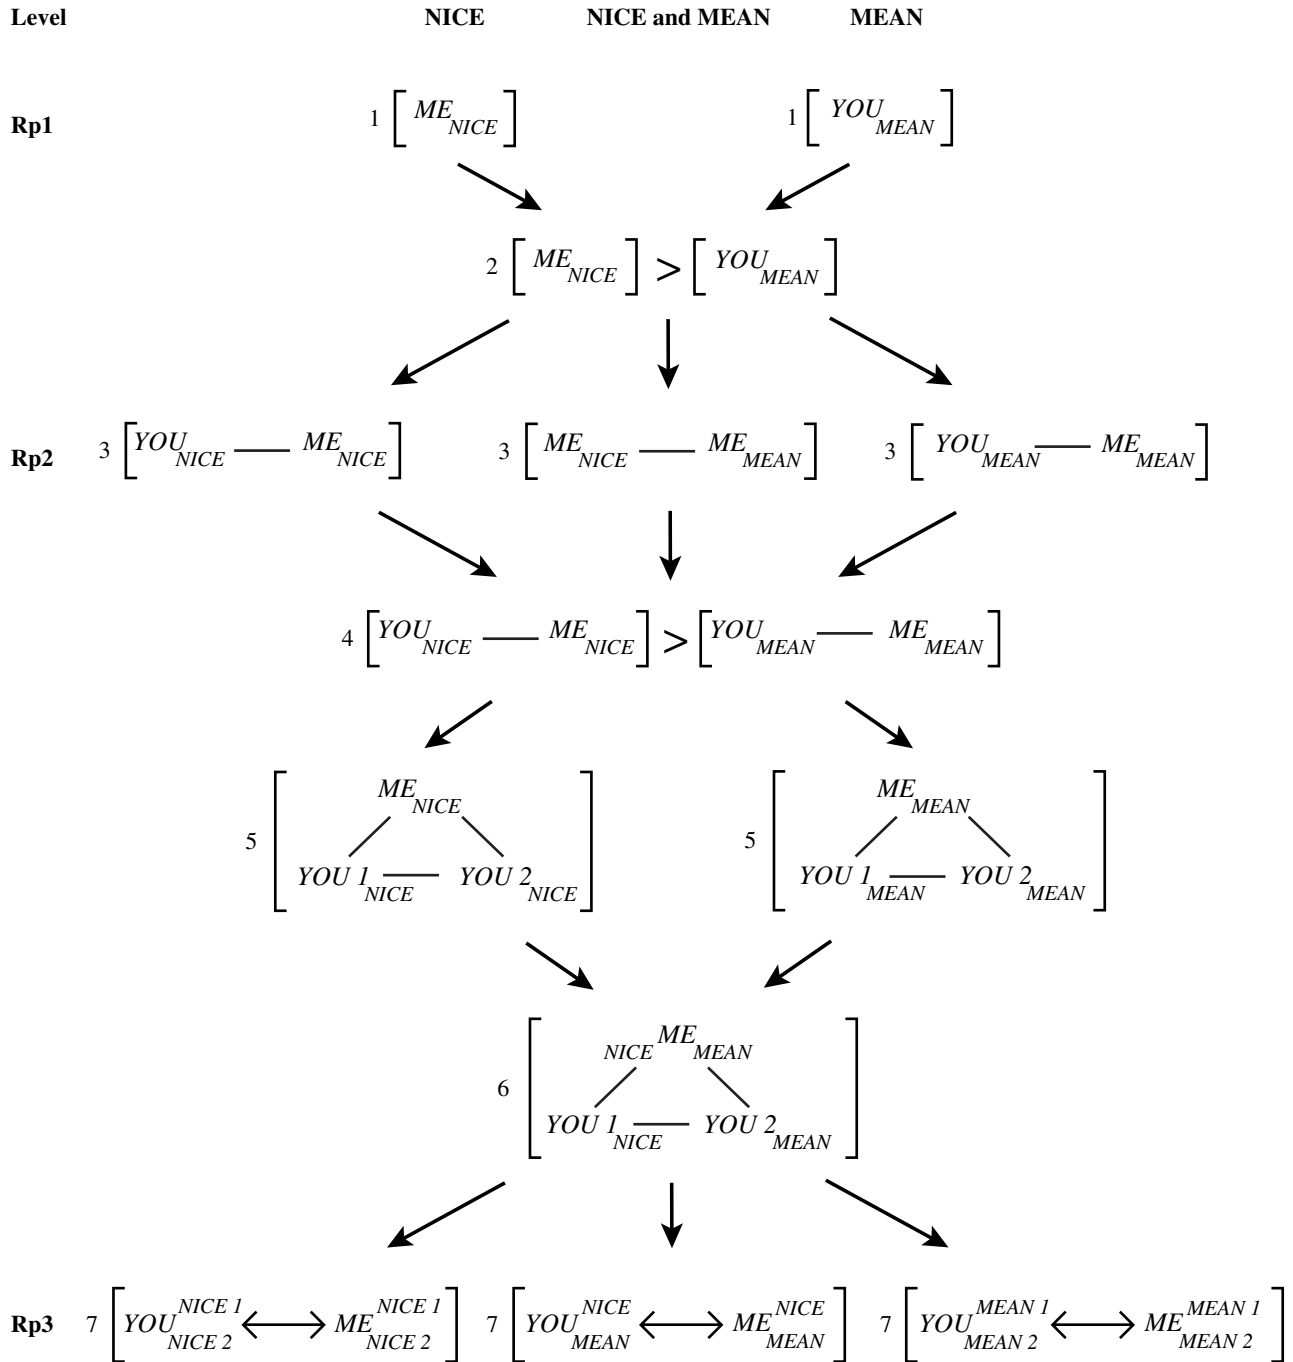 Level NICE NICE and MEAN MEAN
Rp1 1 [ ME NICE ] 1 [ YOU MEAN ]
2 [ ME NICE ] > [ YOU MEAN ]
Rp2 3 [ YOU NICE — ME NICE ] 3 [ ME NICE — ME MEAN ] 3 [ YOU MEAN — ME MEAN ]
4 [ YOU NICE — ME NICE ] > [ YOU MEAN — ME MEAN ]
ME NICE ME MEAN
5 5
YOU 1 NICE — YOU 2 NICE YOU 1 MEAN — YOU 2 MEAN
NICE ME MEAN
6
YOU 1 NICE — YOU 2 MEAN
Rp3 7 [ YOU NICE 1 NICE 2 ↔ ME NICE 1 NICE 2 ] 7 [ YOU NICE MEAN ↔ ME NICE MEAN ] 7 [ YOU MEAN 1 MEAN 2 ↔ ME MEAN 1 MEAN 2 ]